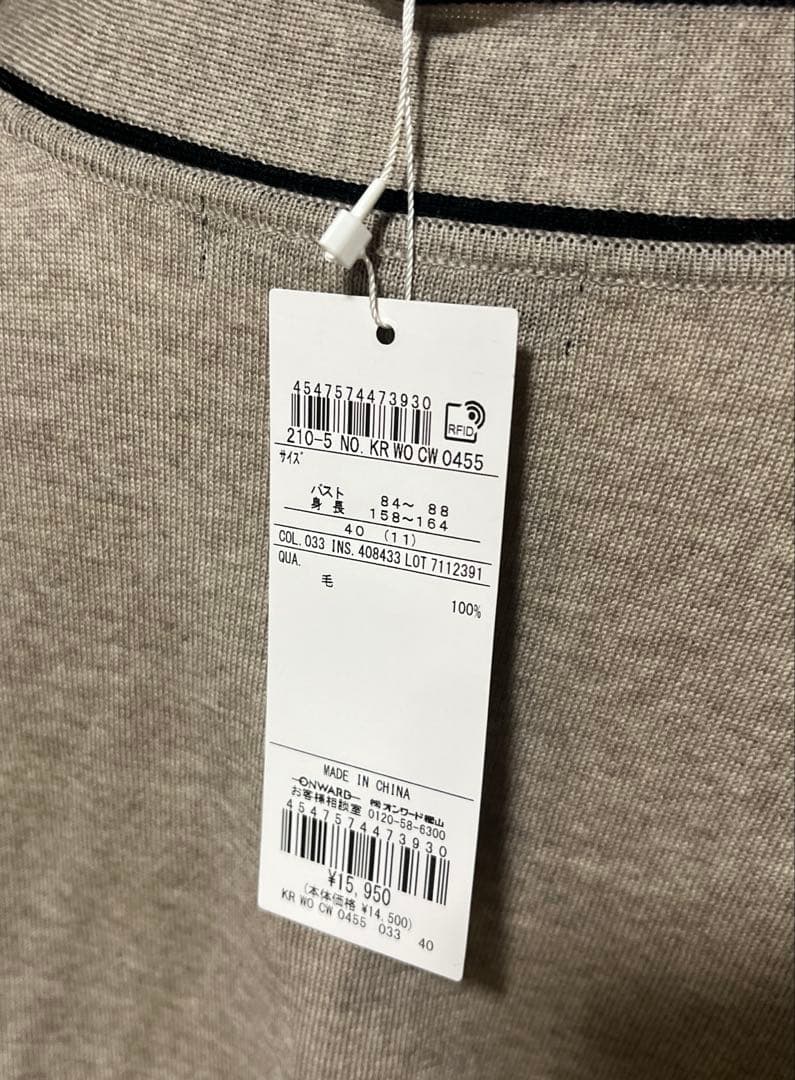 4547574473930
RFID
210-5 NO. KR WO CW 0455
サイズ
バスト 84～ 88
身長 158～164
40 (11)
COL. 033 INS. 408433 LOT 7112391
QUA.
毛
100%
MADE IN CHINA
ONWARD ㈱オンワード樫山
お客様相談室 0120-58-6300
4547574473930
¥15,950
(本体価格 ¥14,500)
KR WO CW 0455 033 40